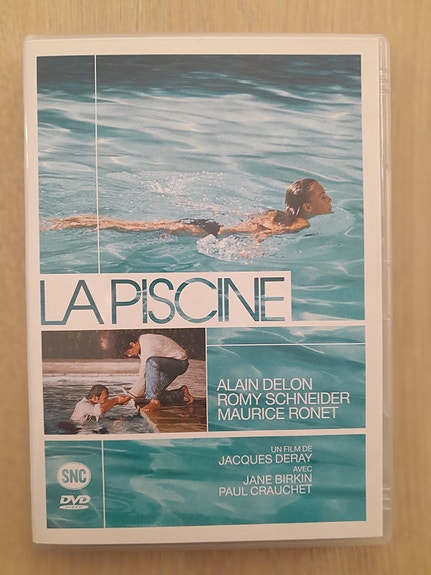 LA PISCINE
ALAIN DELON
ROMY SCHNEIDER
MAURICE RONET
UN FILM DE
JACQUES DERAY
AVEC
JANE BIRKIN
PAUL CRAUCHET
SNC
DVD
VIDEO